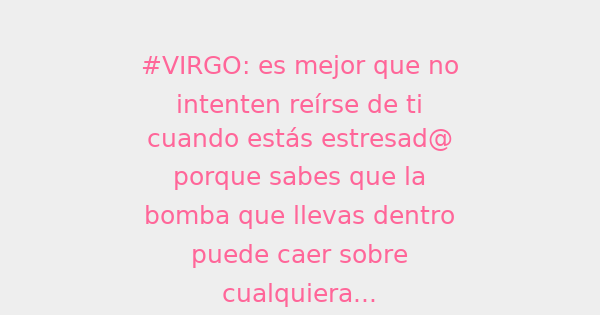 #VIRGO: es mejor que no
intenten reírse de ti
cuando estás estresad@
porque sabes que la
bomba que llevas dentro
puede caer sobre
cualquiera...